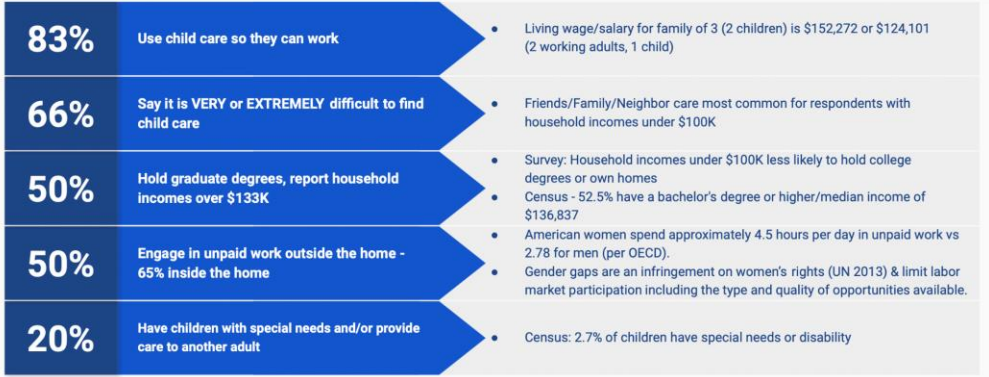 83%
Use child care so they can work
• Living wage/salary for family of 3 (2 children) is $152,272 or $124,101
(2 working adults, 1 child)
66%
Say it is VERY or EXTREMELY difficult to find
child care
• Friends/Family/Neighbor care most common for respondents with
household incomes under $100K
50%
Hold graduate degrees, report household
incomes over $133K
• Survey: Household incomes under $100K less likely to hold college
degrees or own homes
• Census - 52.5% have a bachelor's degree or higher/median income of
$136,837
50%
Engage in unpaid work outside the home -
65% inside the home
• American women spend approximately 4.5 hours per day in unpaid work vs
2.78 for men (per OECD).
• Gender gaps are an infringement on women's rights (UN 2013) & limit labor
market participation including the type and quality of opportunities available.
20%
Have children with special needs and/or provide
care to another adult
• Census: 2.7% of children have special needs or disability